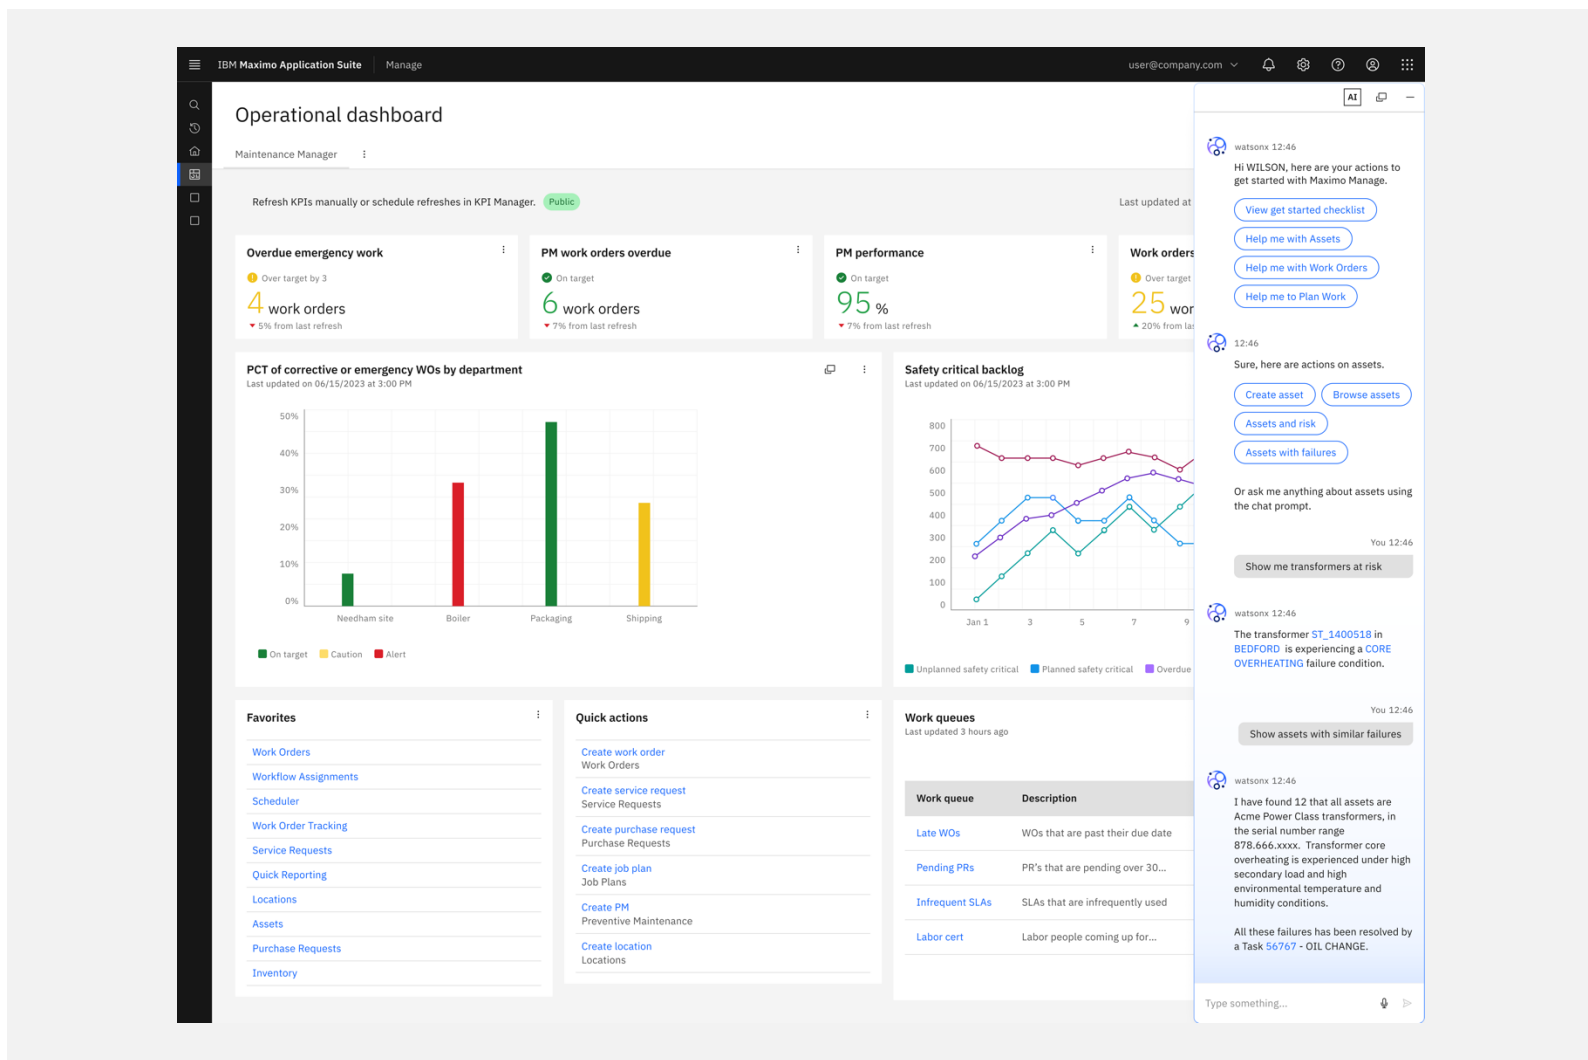 IBM Maximo Application Suite
Manage
user@company.com
Operational dashboard
Maintenance Manager
Refresh KPIs manually or schedule refreshes in KPI Manager.
Public
Last updated at
Overdue emergency work
Over target by 3
4 work orders
5% from last refresh
PM work orders overdue
On target
6 work orders
7% from last refresh
PM performance
On target
95 %
7% from last refresh
Work orders
Over target
25 wor
20% from las
PCT of corrective or emergency WOs by department
Last updated on 06/15/2023 at 3:00 PM
50%
40%
30%
20%
10%
0%
Needham site
Boiler
Packaging
Shipping
On target
Caution
Alert
Safety critical backlog
Last updated on 06/15/2023 at 3:00 PM
800
700
600
500
400
300
200
100
0
Jan 1
3
5
7
9
Unplanned safety critical
Planned safety critical
Overdue
Favorites
Work Orders
Workflow Assignments
Scheduler
Work Order Tracking
Service Requests
Quick Reporting
Locations
Assets
Purchase Requests
Inventory
Quick actions
Create work order
Work Orders
Create service request
Service Requests
Create purchase request
Purchase Requests
Create job plan
Job Plans
Create PM
Preventive Maintenance
Create location
Locations
Work queues
Last updated 3 hours ago
Work queue
Description
Late WOs
WOs that are past their due date
Pending PRs
PR's that are pending over 30...
Infrequent SLAs
SLAs that are infrequently used
Labor cert
Labor people coming up for...
AI
watsonx 12:46
Hi WILSON, here are your actions to
get started with Maximo Manage.
View get started checklist
Help me with Assets
Help me with Work Orders
Help me to Plan Work
12:46
Sure, here are actions on assets.
Create asset
Browse assets
Assets and risk
Assets with failures
Or ask me anything about assets using
the chat prompt.
You 12:46
Show me transformers at risk
watsonx 12:46
The transformer ST_1400518 in
BEDFORD is experiencing a CORE
OVERHEATING failure condition.
You 12:46
Show assets with similar failures
watsonx 12:46
I have found 12 that all assets are
Acme Power Class transformers, in
the serial number range
878.666.xxxx. Transformer core
overheating is experienced under high
secondary load and high
environmental temperature and
humidity conditions.
All these failures has been resolved by
a Task 56767 - OIL CHANGE.
Type something...